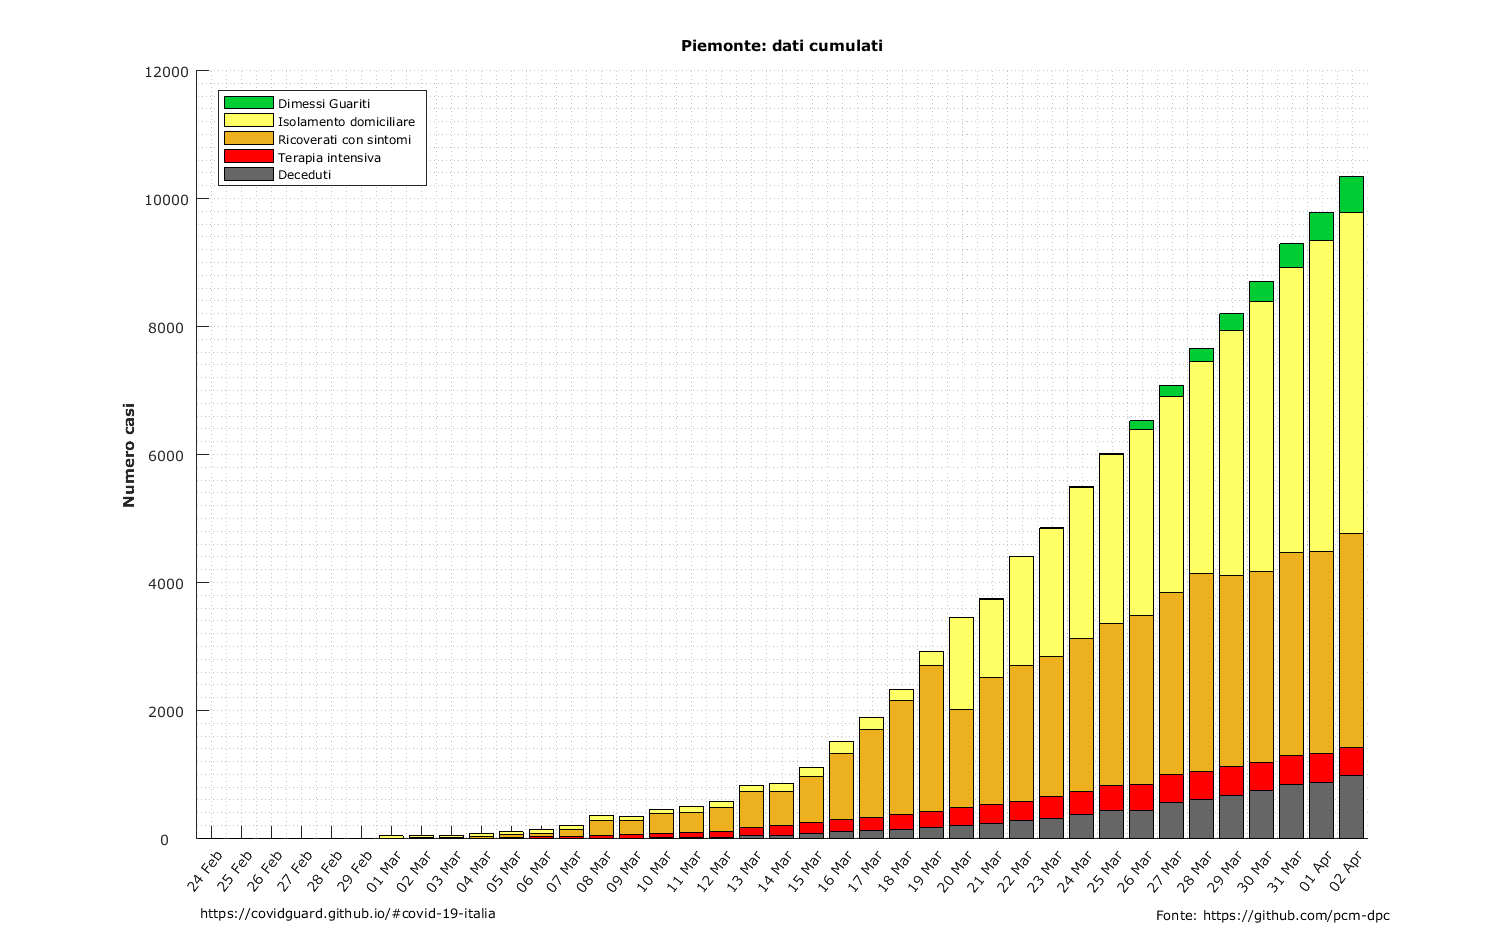 Piemonte: dati cumulati
12000
10000
8000
6000
4000
2000
0
Numero casi
Dimessi Guariti
Isolamento domiciliare
Ricoverati con sintomi
Terapia intensiva
Deceduti
24 Feb
25 Feb
26 Feb
27 Feb
28 Feb
29 Feb
01 Mar
02 Mar
03 Mar
04 Mar
05 Mar
06 Mar
07 Mar
08 Mar
09 Mar
10 Mar
11 Mar
12 Mar
13 Mar
14 Mar
15 Mar
16 Mar
17 Mar
18 Mar
19 Mar
20 Mar
21 Mar
22 Mar
23 Mar
24 Mar
25 Mar
26 Mar
27 Mar
28 Mar
29 Mar
30 Mar
31 Mar
01 Apr
02 Apr
https://covidguard.github.io/#covid-19-italia
Fonte: https://github.com/pcm-dpc